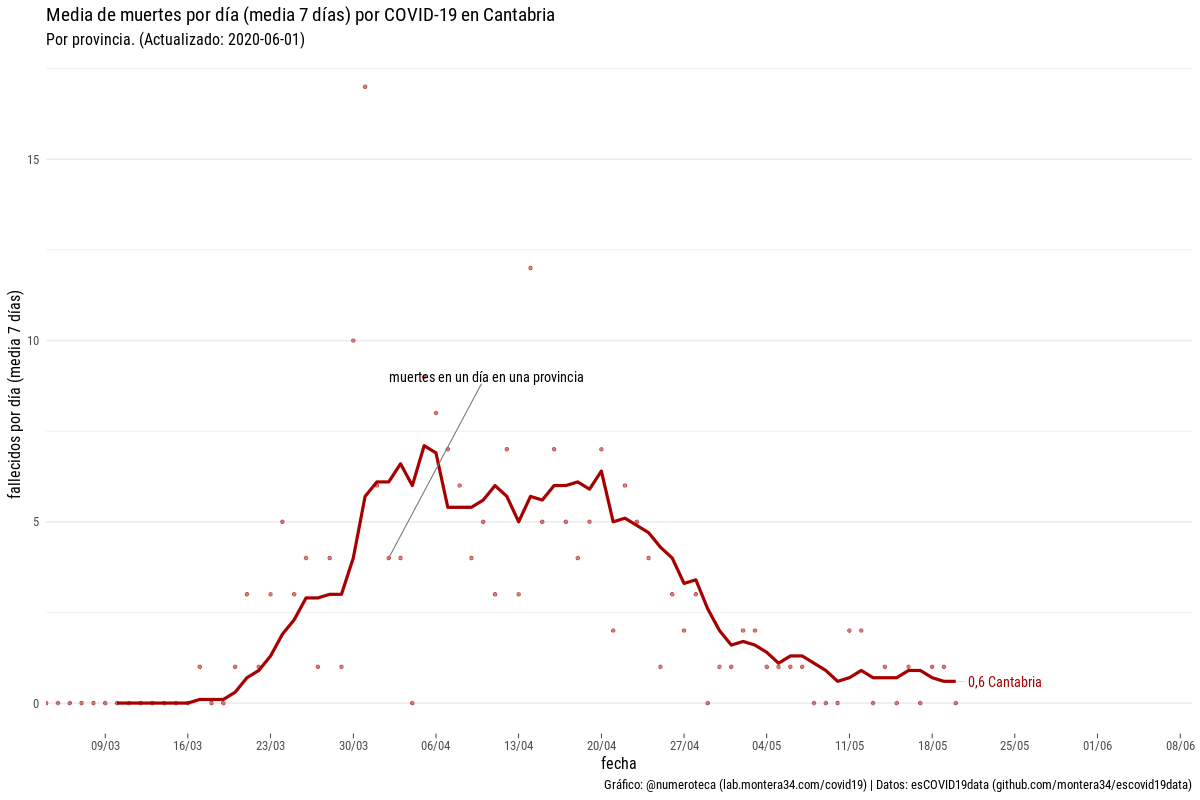 Media de muertes por día (media 7 días) por COVID-19 en Cantabria
Por provincia. (Actualizado: 2020-06-01)
fallecidos por día (media 7 días)
15
10
5
0
muertes en un día en una provincia
0,6 Cantabria
09/03 16/03 23/03 30/03 06/04 13/04 20/04 27/04 04/05 11/05 18/05 25/05 01/06 08/06
fecha
Gráfico: @numeroteca (lab.montera34.com/covid19) | Datos: esCOVID19data (github.com/montera34/escovid19data)